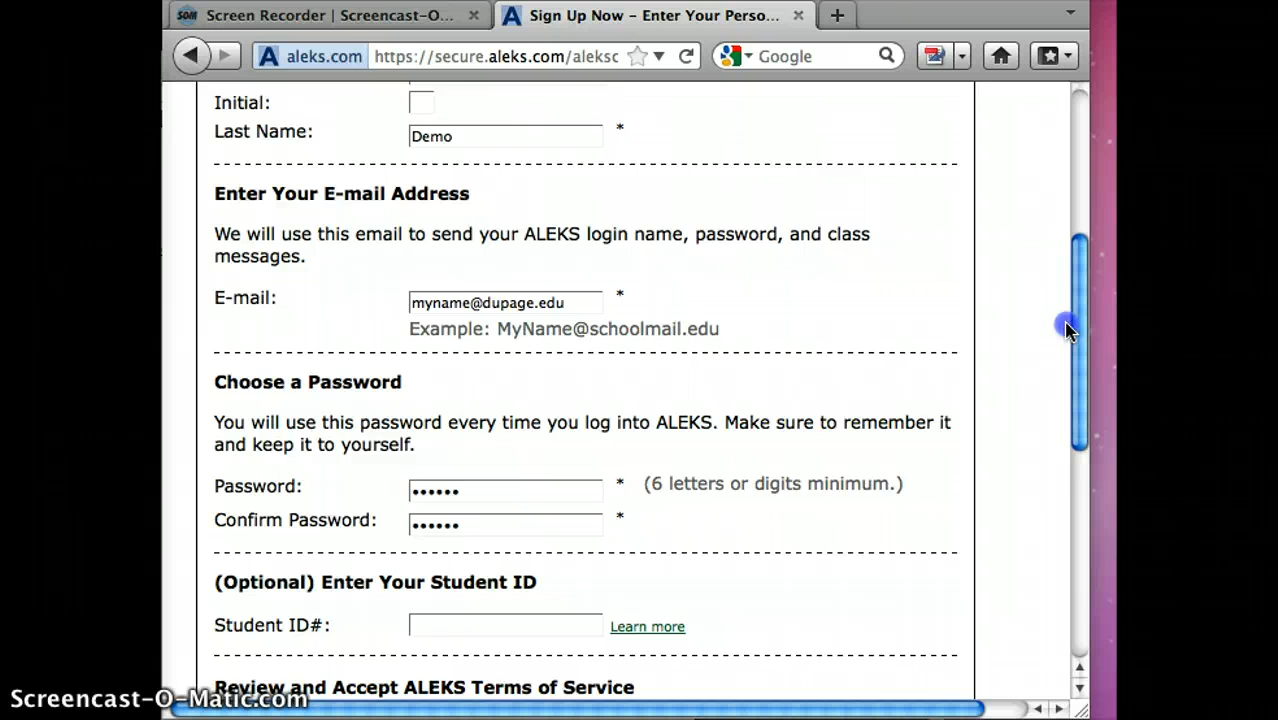 Screen Recorder | Screencast-O...
Sign Up Now – Enter Your Perso...
aleks.com
https://secure.aleks.com/aleksc
Google
Initial:
Last Name:
Demo
*
Enter Your E-mail Address
We will use this email to send your ALEKS login name, password, and class
messages.
E-mail:
myname@dupage.edu
*
Example: MyName@schoolmail.edu
Choose a Password
You will use this password every time you log into ALEKS. Make sure to remember it
and keep it to yourself.
Password:
••••••
*
(6 letters or digits minimum.)
Confirm Password:
••••••
*
(Optional) Enter Your Student ID
Student ID#:
Learn more
Review and Accept ALEKS Terms of Service
Screencast-O-Matic.com